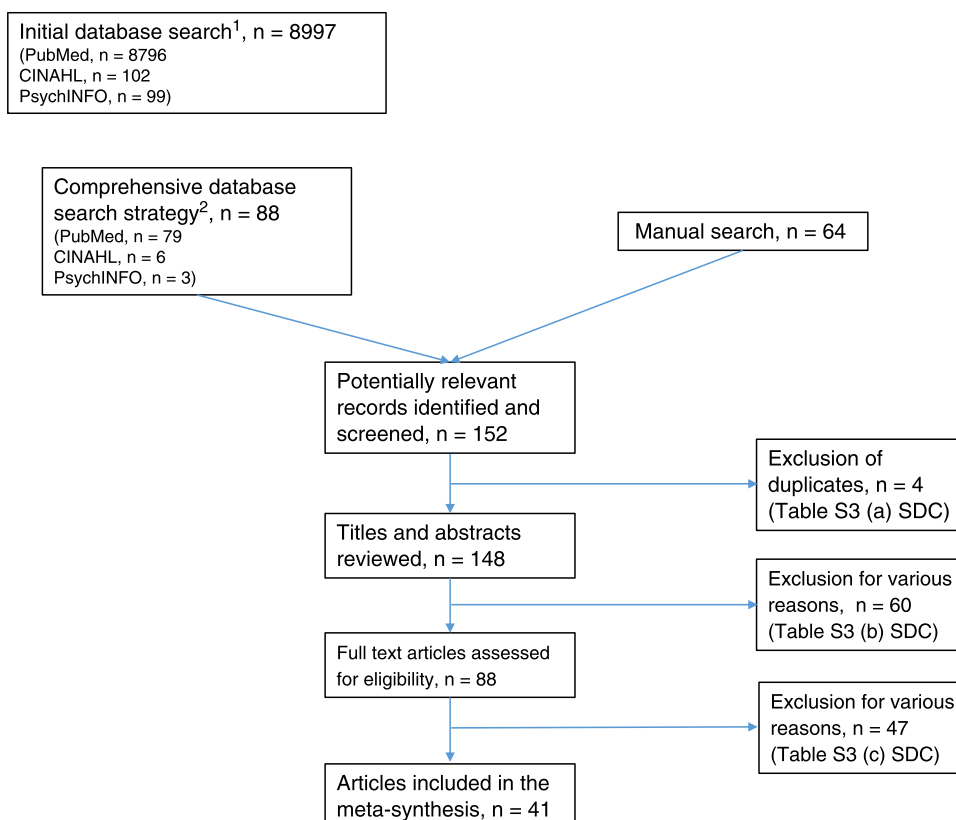 Initial database search1, n = 8997
(PubMed, n = 8796
CINAHL, n = 102
PsychINFO, n = 99)
Comprehensive database
search strategy2, n = 88
(PubMed, n = 79
CINAHL, n = 6
PsychINFO, n = 3)
Manual search, n = 64
Potentially relevant
records identified and
screened, n = 152
Exclusion of
duplicates, n = 4
(Table S3 (a) SDC)
Titles and abstracts
reviewed, n = 148
Exclusion for various
reasons, n = 60
(Table S3 (b) SDC)
Full text articles assessed
for eligibility, n = 88
Exclusion for various
reasons, n = 47
(Table S3 (c) SDC)
Articles included in the
meta-synthesis, n = 41